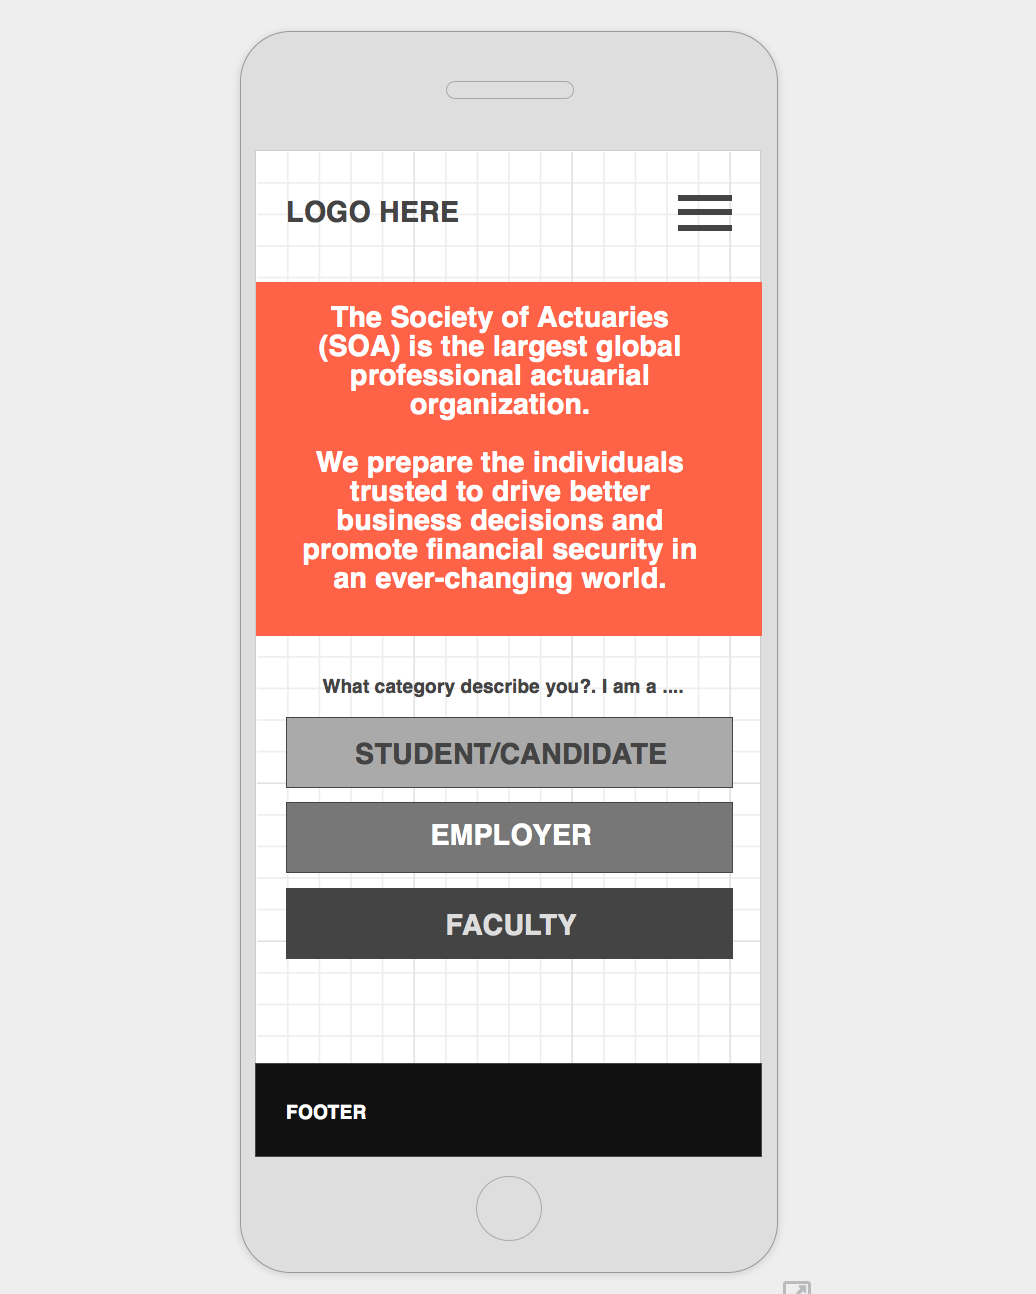 LOGO HERE
The Society of Actuaries
(SOA) is the largest global
professional actuarial
organization.
We prepare the individuals
trusted to drive better
business decisions and
promote financial security in
an ever-changing world.
What category describe you?. I am a ....
STUDENT/CANDIDATE
EMPLOYER
FACULTY
FOOTER